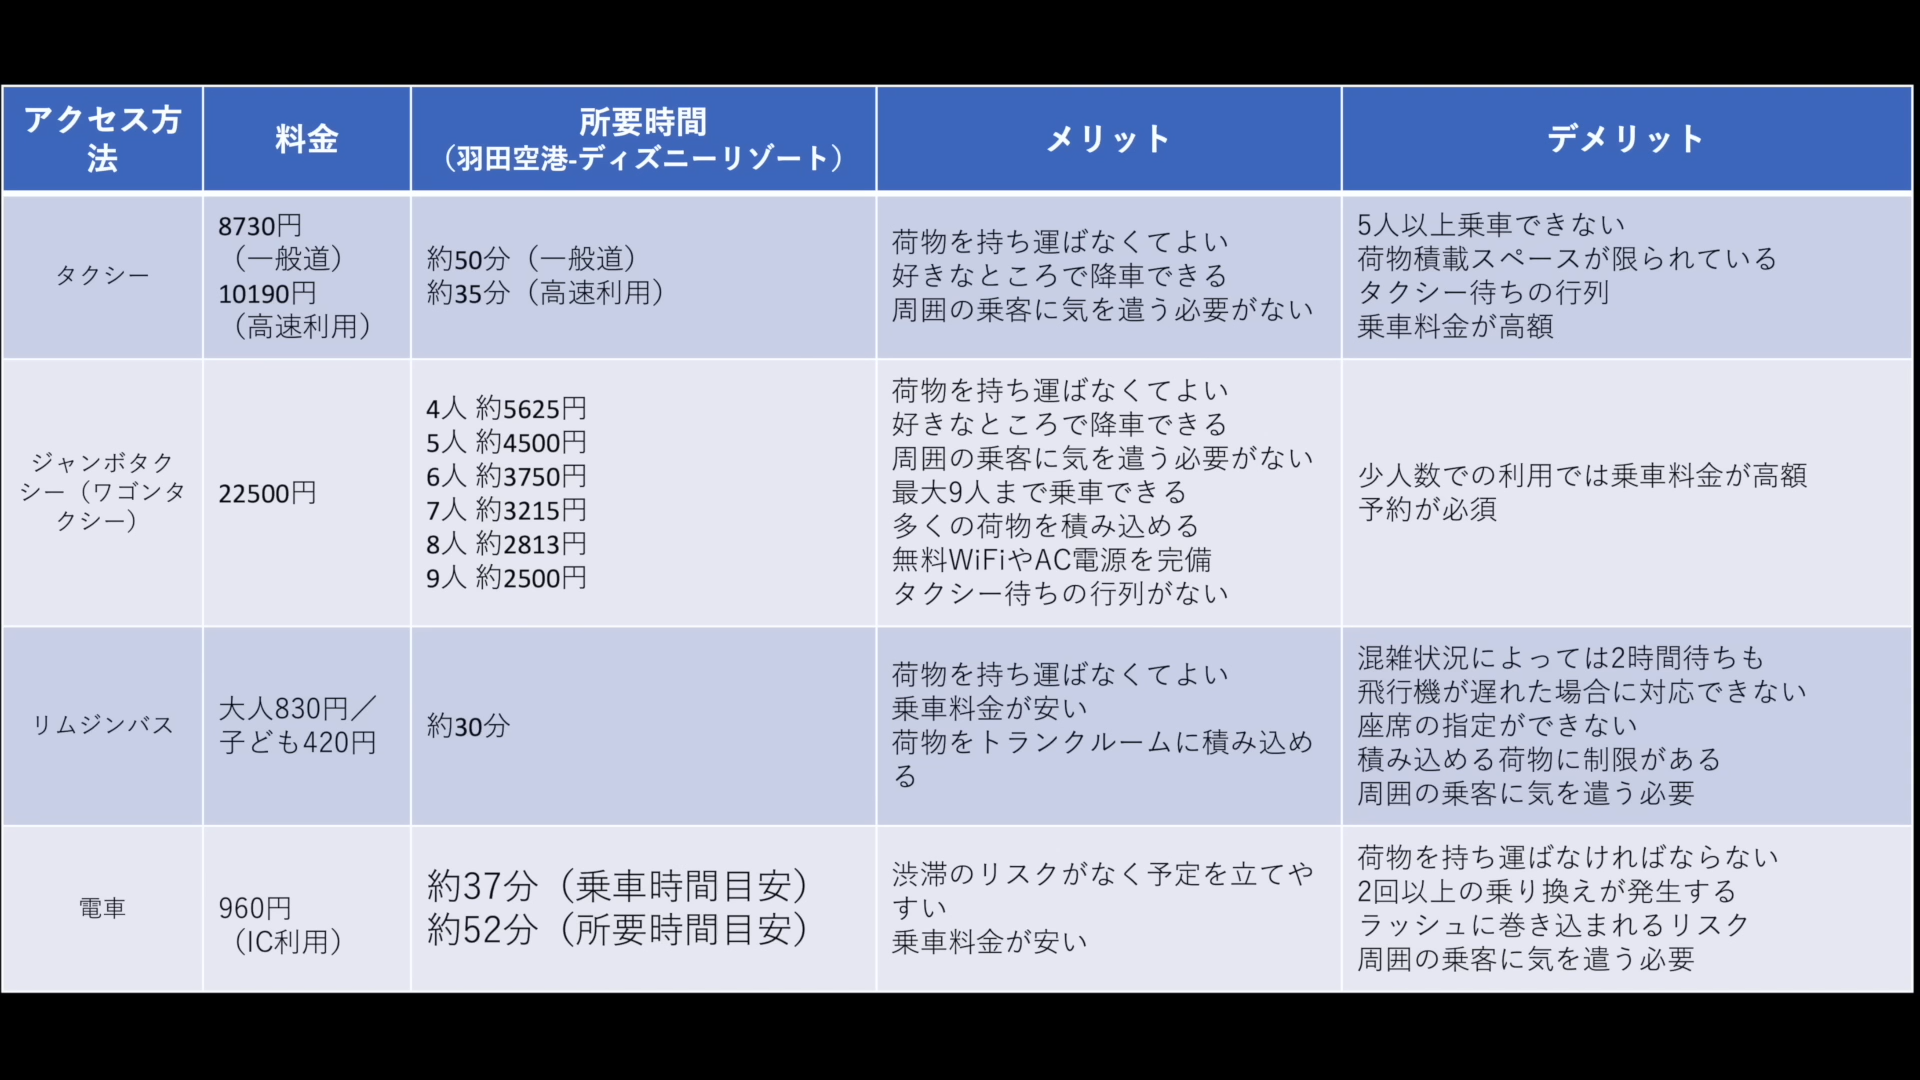 アクセス方
法
料金
所要時間
（羽田空港-ディズニーリゾート）
メリット
デメリット
タクシー
8730円
（一般道）
10190円
（高速利用）
約50分（一般道）
約35分（高速利用）
荷物を持ち運ばなくてよい
好きなところで降車できる
周囲の乗客に気を遣う必要がない
5人以上乗車できない
荷物積載スペースが限られている
タクシー待ちの行列
乗車料金が高額
ジャンボタク
シー（ワゴンタ
クシー）
22500円
4人 約5625円
5人 約4500円
6人 約3750円
7人 約3215円
8人 約2813円
9人 約2500円
荷物を持ち運ばなくてよい
好きなところで降車できる
周囲の乗客に気を遣う必要がない
最大9人まで乗車できる
多くの荷物を積み込める
無料WiFiやAC電源を完備
タクシー待ちの行列がない
少人数での利用では乗車料金が高額
予約が必須
リムジンバス
大人830円／
子ども420円
約30分
荷物を持ち運ばなくてよい
乗車料金が安い
荷物をトランクルームに積み込め
る
混雑状況によっては2時間待ちも
飛行機が遅れた場合に対応できない
座席の指定ができない
積み込める荷物に制限がある
周囲の乗客に気を遣う必要
電車
960円
（IC利用）
約37分（乗車時間目安）
約52分（所要時間目安）
渋滞のリスクがなく予定を立てや
すい
乗車料金が安い
荷物を持ち運ばなければならない
2回以上の乗り換えが発生する
ラッシュに巻き込まれるリスク
周囲の乗客に気を遣う必要